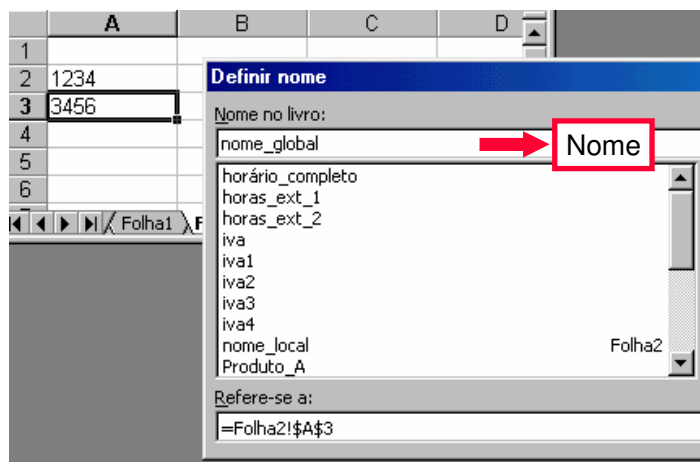 A B C D
1
2 1234
3 3456
4
5
6
Folha1
Definir nome
Nome no livro:
nome_global
Nome
horário_completo
horas_ext_1
horas_ext_2
iva
iva1
iva2
iva3
iva4
nome_local Folha2
Produto_A
Refere-se a:
=Folha2!$A$3